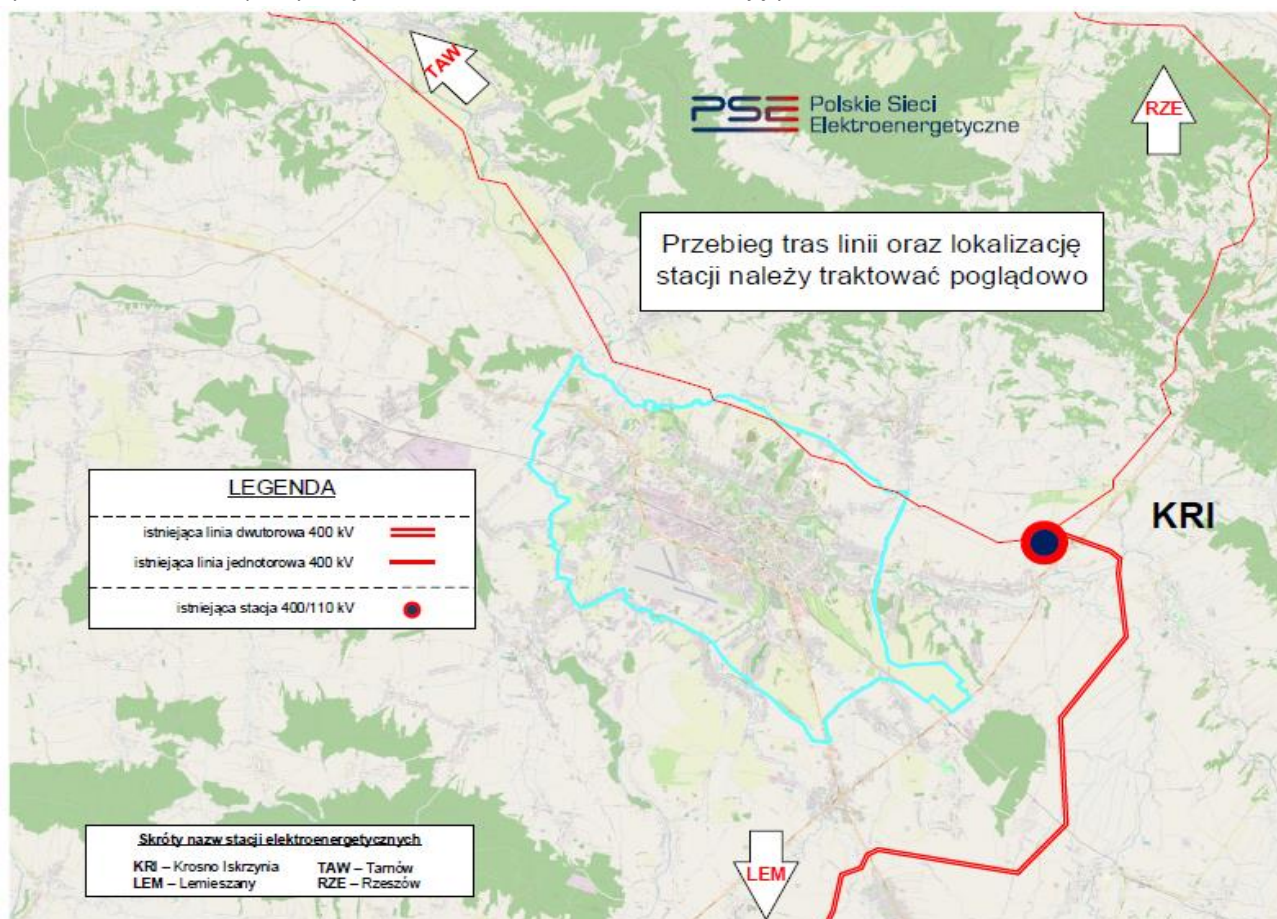 TAW
PSE Polskie Sieci
Elektroenergetyczne
RZE
Przebieg tras linii oraz lokalizację
stacji należy traktować poglądowo
KRI
LEGENDA
istniejąca linia dwutorowa 400 kV
istniejąca linia jednotorowa 400 kV
istniejąca stacja 400/110 kV
Skróty nazw stacji elektroenergetycznych
KRI – Krosno Iskrzynia TAW – Tarnów
LEM – Lemieszany RZE – Rzeszów
LEM